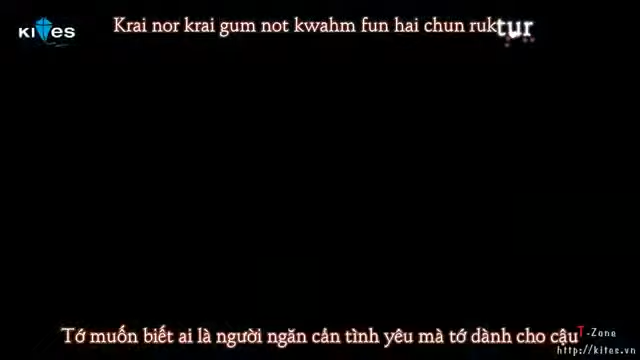 KITES
Krai nor krai gum not kwahm fun hai chun ruk tur
Tớ muốn biết ai là người ngăn cản tình yêu mà tớ dành cho cậu
T-Zone
http://kites.vn